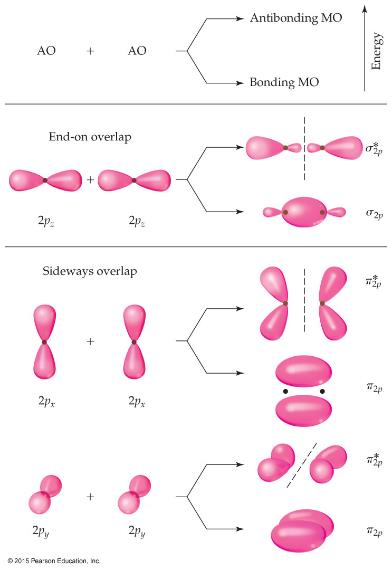 Antibonding MO
AO + AO
Bonding MO
Energy
End-on overlap
σ*2p
+
2pz 2pz
σ2p
Sideways overlap
π*2p
+
2px 2px
π2p
π*2p
+
2py 2py
π2p
© 2015 Pearson Education, Inc.